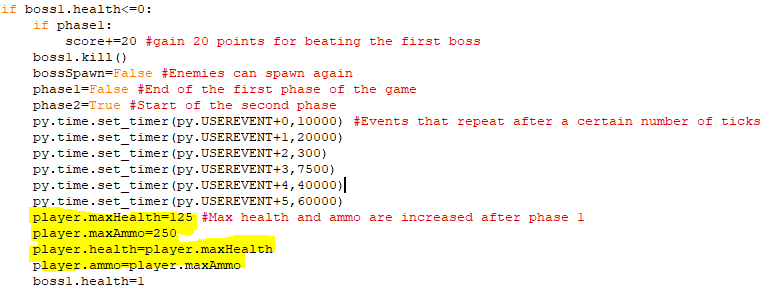 if boss1.health<=0:
    if phase1:
        score+=20 #gain 20 points for beating the first boss
    boss1.kill()
    bossSpawn=False #Enemies can spawn again
    phase1=False #End of the first phase of the game
    phase2=True #Start of the second phase
    py.time.set_timer(py.USEREVENT+0,10000) #Events that repeat after a certain number of ticks
    py.time.set_timer(py.USEREVENT+1,20000)
    py.time.set_timer(py.USEREVENT+2,300)
    py.time.set_timer(py.USEREVENT+3,7500)
    py.time.set_timer(py.USEREVENT+4,40000)
    py.time.set_timer(py.USEREVENT+5,60000)
    player.maxHealth=125 #Max health and ammo are increased after phase 1
    player.maxAmmo=250
    player.health=player.maxHealth
    player.ammo=player.maxAmmo
    boss1.health=1